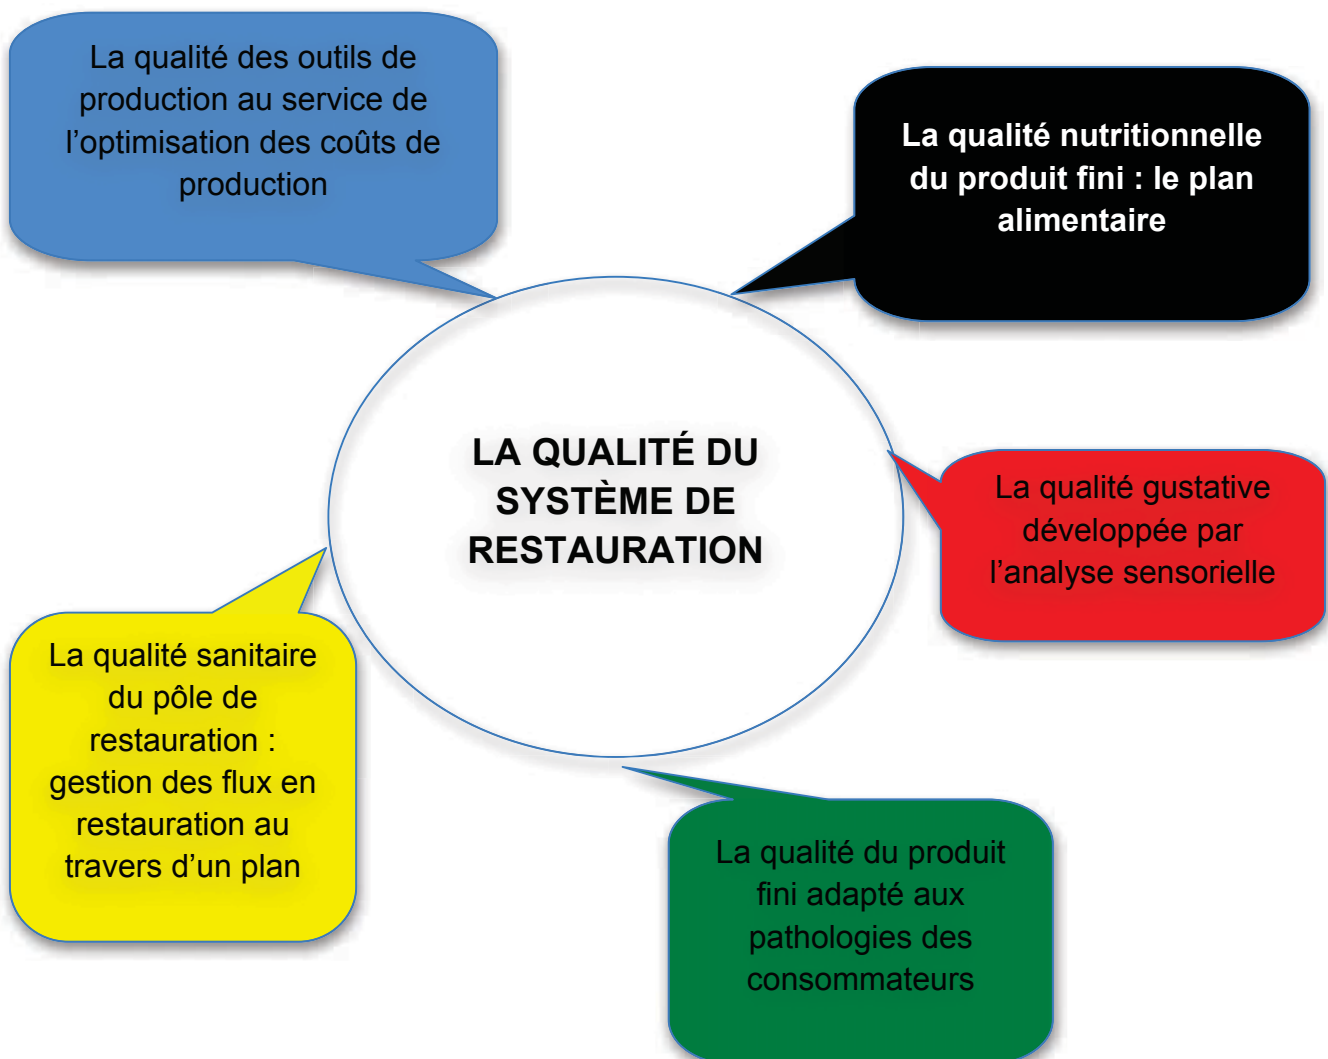 La qualité des outils de
production au service de
l’optimisation des coûts de
production
La qualité nutritionnelle
du produit fini : le plan
alimentaire
LA QUALITÉ DU
SYSTÈME DE
RESTAURATION
La qualité gustative
développée par
l’analyse sensorielle
La qualité sanitaire
du pôle de
restauration :
gestion des flux en
restauration au
travers d’un plan
La qualité du produit
fini adapté aux
pathologies des
consommateurs